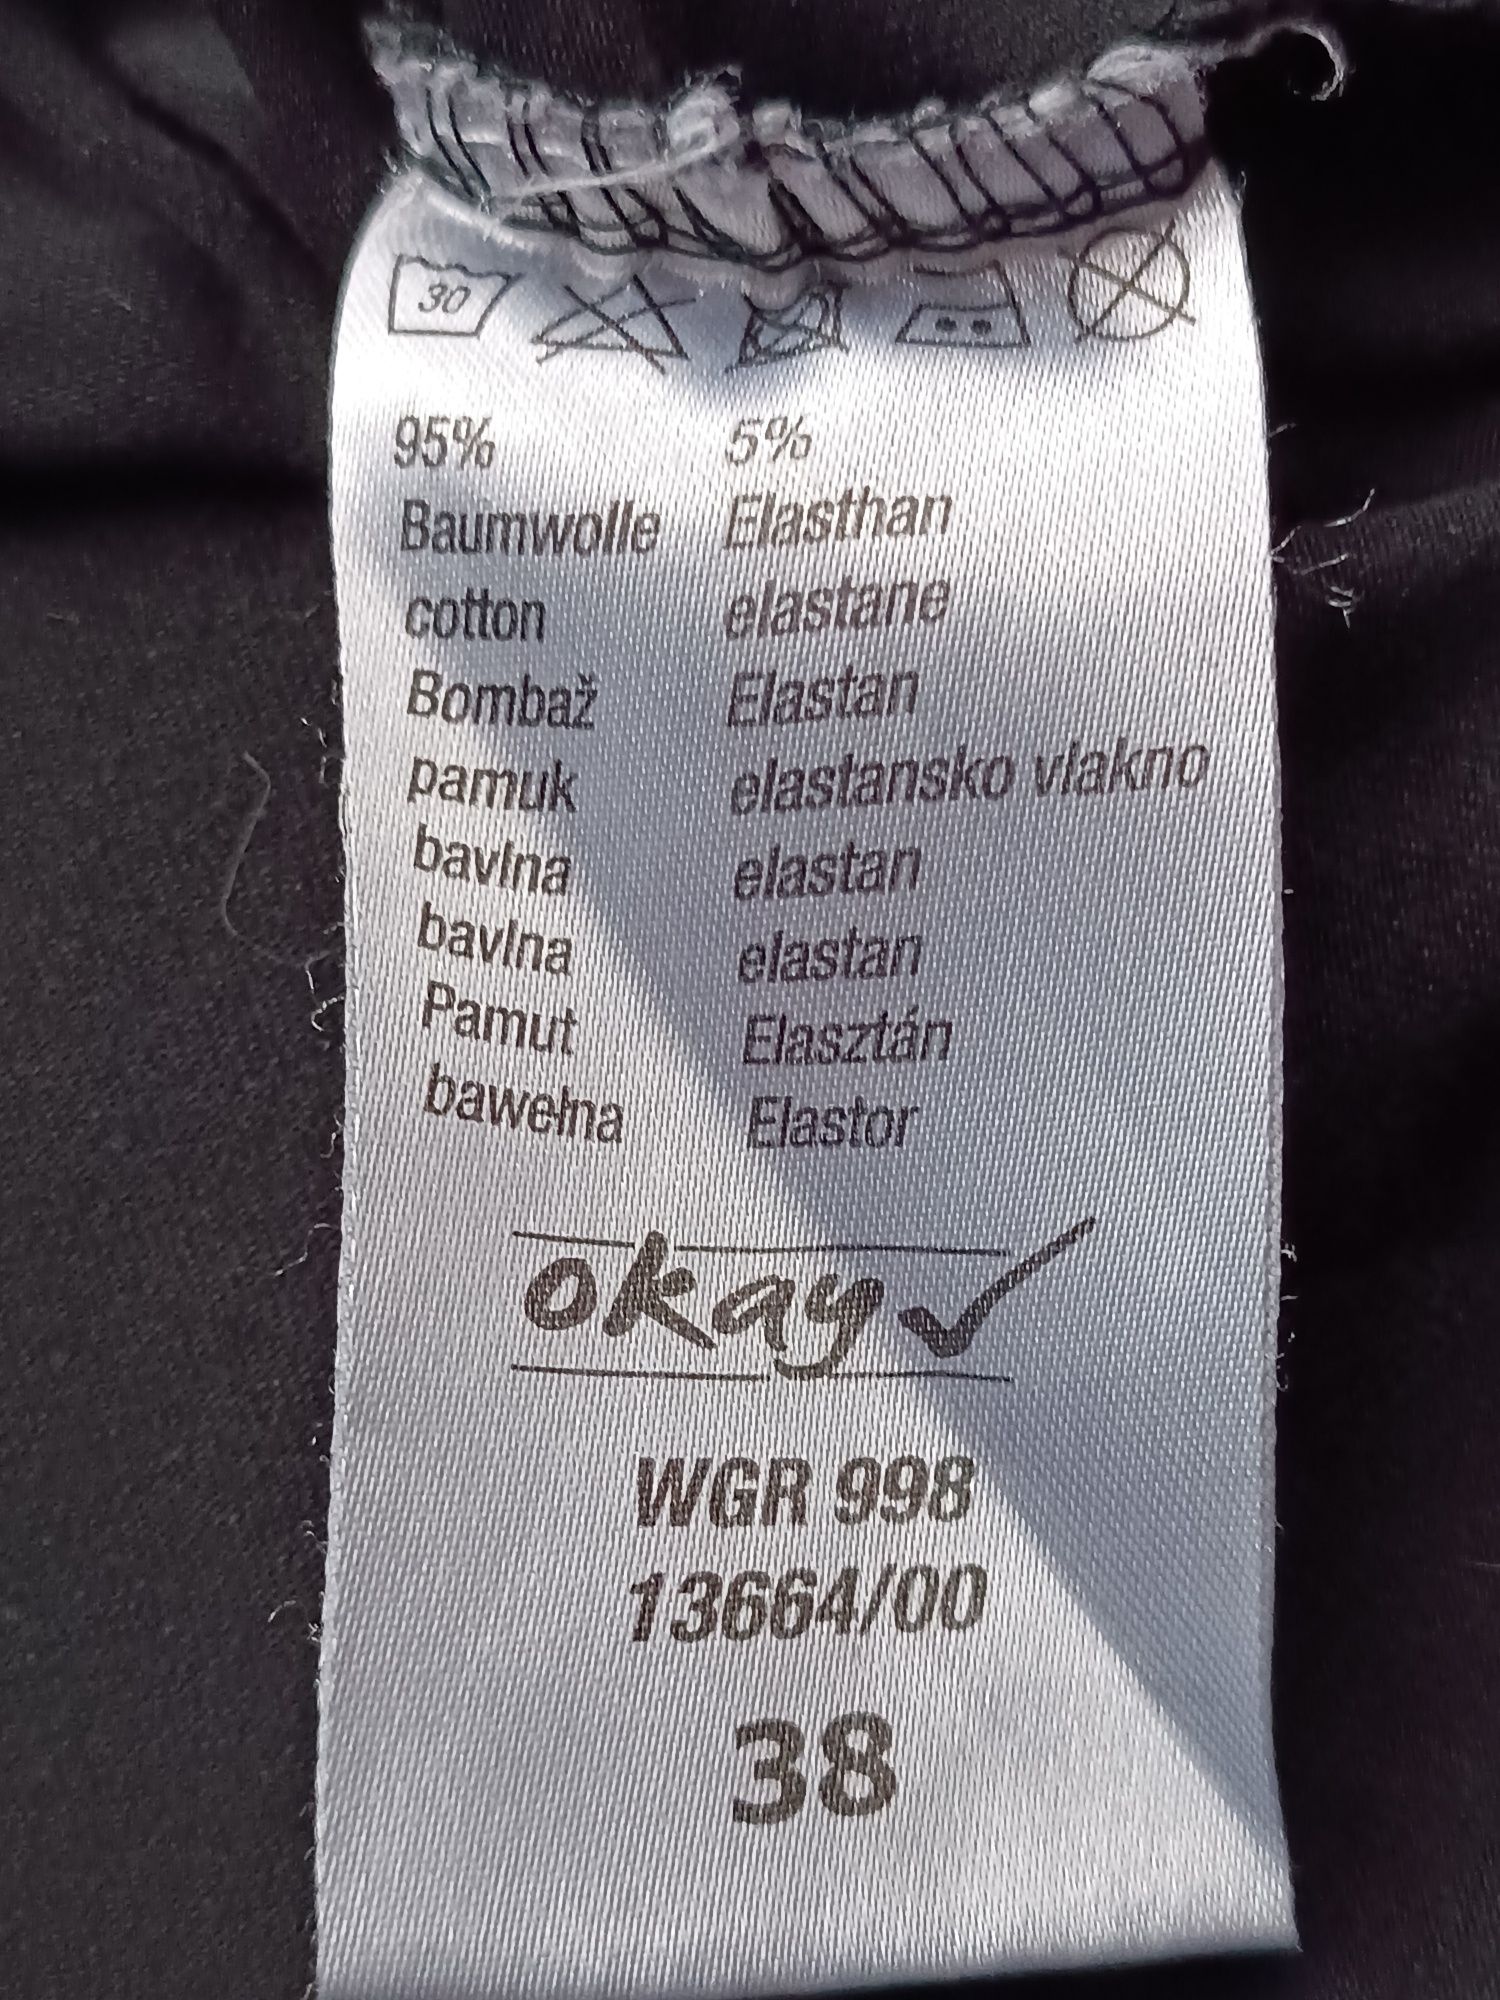 30
95% 5%
Baumwolle Elasthan
cotton elastane
Bombaž Elastan
pamuk elastansko vlakno
bavlna elastan
bavlna elastan
Pamut Elasztán
bawełna Elastor
okay
WGR 998
13664/00
38